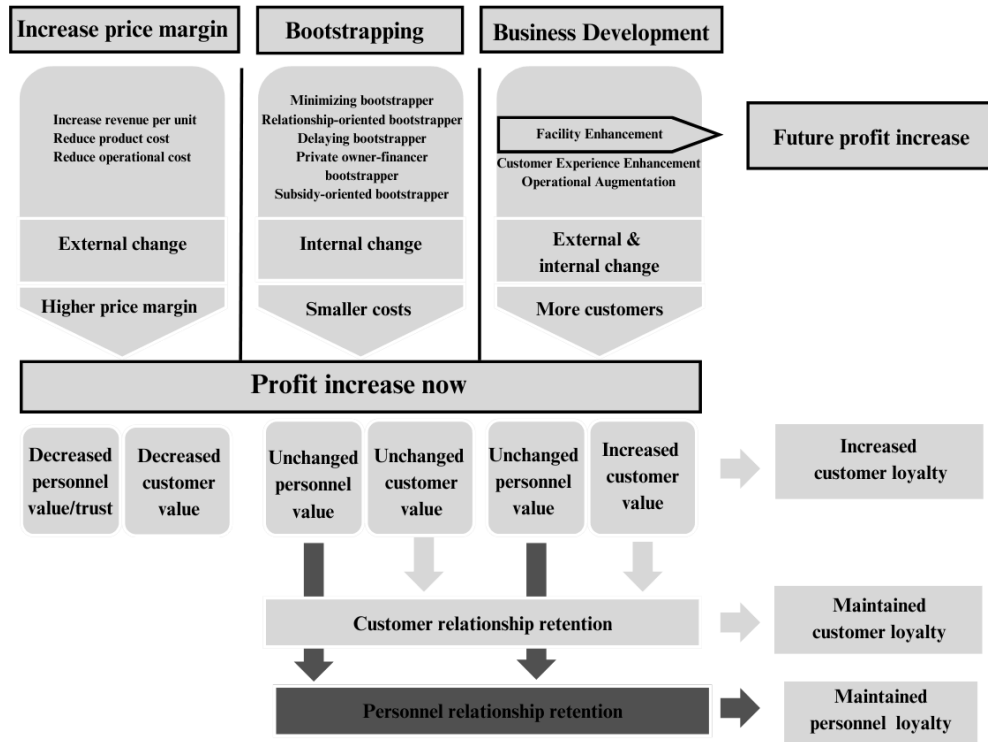 Increase price margin
Bootstrapping
Business Development
Increase revenue per unit
Reduce product cost
Reduce operational cost
Minimizing bootstrapper
Relationship-oriented bootstrapper
Delaying bootstrapper
Private owner-financer
bootstrapper
Subsidy-oriented bootstrapper
Facility Enhancement
Customer Experience Enhancement
Operational Augmentation
Future profit increase
External change
Internal change
External &
internal change
Higher price margin
Smaller costs
More customers
Profit increase now
Decreased
personnel
value/trust
Decreased
customer
value
Unchanged
personnel
value
Unchanged
customer
value
Unchanged
personnel
value
Increased
customer
value
Increased
customer loyalty
Customer relationship retention
Maintained
customer loyalty
Personnel relationship retention
Maintained
personnel loyalty